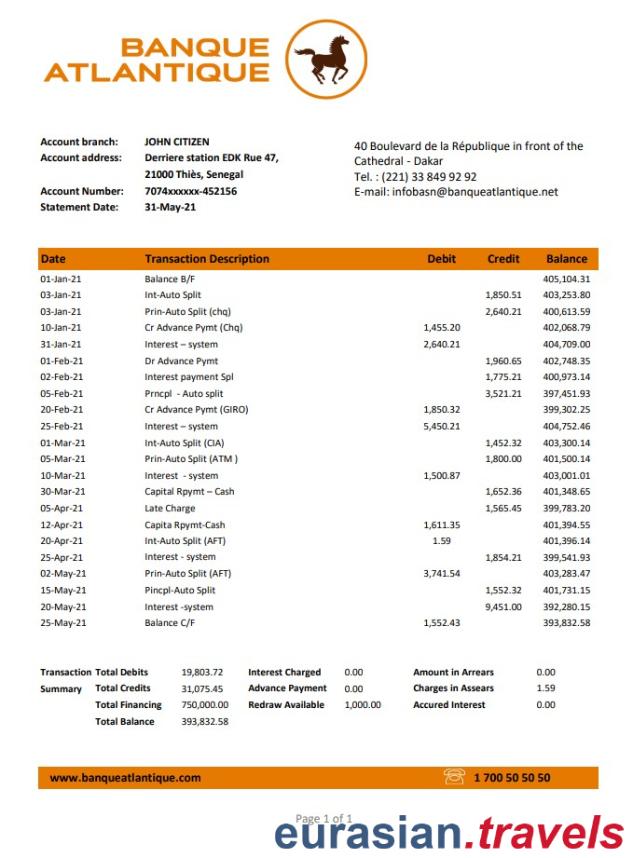 BANQUE
ATLANTIQUE
Account branch: JOHN CITIZEN
Account address: Derriere station EDK Rue 47,
21000 Thiès, Senegal
Account Number: 7074xxxxxx-452156
Statement Date: 31-May-21
40 Boulevard de la République in front of the
Cathedral - Dakar
Tel. : (221) 33 849 92 92
E-mail: infobasn@banqueatlantique.net
Date Transaction Description Debit Credit Balance
01-Jan-21 Balance B/F 405,104.31
03-Jan-21 Int-Auto Split 1,850.51 403,253.80
03-Jan-21 Prin-Auto Split (chq) 2,640.21 400,613.59
10-Jan-21 Cr Advance Pymt (Chq) 1,455.20 402,068.79
31-Jan-21 Interest – system 2,640.21 404,709.00
01-Feb-21 Dr Advance Pymt 1,960.65 402,748.35
02-Feb-21 Interest payment Spl 1,775.21 400,973.14
05-Feb-21 Prncpl - Auto split 3,521.21 397,451.93
20-Feb-21 Cr Advance Pymt (GIRO) 1,850.32 399,302.25
25-Feb-21 Interest – system 5,450.21 404,752.46
01-Mar-21 Int-Auto Split (CIA) 1,452.32 403,300.14
05-Mar-21 Prin-Auto Split (ATM ) 1,800.00 401,500.14
10-Mar-21 Interest - system 1,500.87 403,001.01
30-Mar-21 Capital Rpymt – Cash 1,652.36 401,348.65
05-Apr-21 Late Charge 1,565.45 399,783.20
12-Apr-21 Capita Rpymt-Cash 1,611.35 401,394.55
20-Apr-21 Int-Auto Split (AFT) 1.59 401,396.14
25-Apr-21 Interest - system 1,854.21 399,541.93
02-May-21 Prin-Auto Split (AFT) 3,741.54 403,283.47
15-May-21 Pincpl-Auto Split 1,552.32 401,731.15
20-May-21 Interest -system 9,451.00 392,280.15
25-May-21 Balance C/F 1,552.43 393,832.58
Transaction Total Debits 19,803.72 Interest Charged 0.00 Amount in Arrears 0.00
Summary Total Credits 31,075.45 Advance Payment 0.00 Charges in Assears 1.59
Total Financing 750,000.00 Redraw Available 1,000.00 Accured Interest 0.00
Total Balance 393,832.58
www.banqueatlantique.com 1 700 50 50 50
Page 1 of 1
eurasian.travels